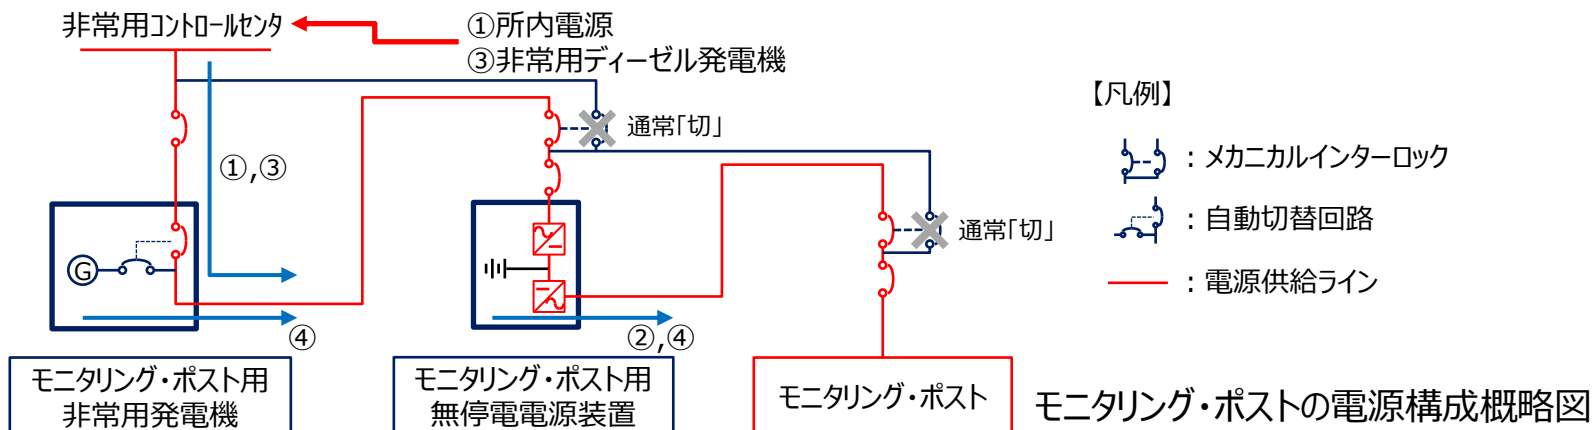 非常用コントロールセンタ
①所内電源
③非常用ディーゼル発電機
通常「切」
①,③
通常「切」
G
④
②,④
モニタリング・ポスト用
非常用発電機
モニタリング・ポスト用
無停電電源装置
モニタリング・ポスト
【凡例】
：メカニカルインターロック
：自動切替回路
：電源供給ライン
モニタリング・ポストの電源構成概略図